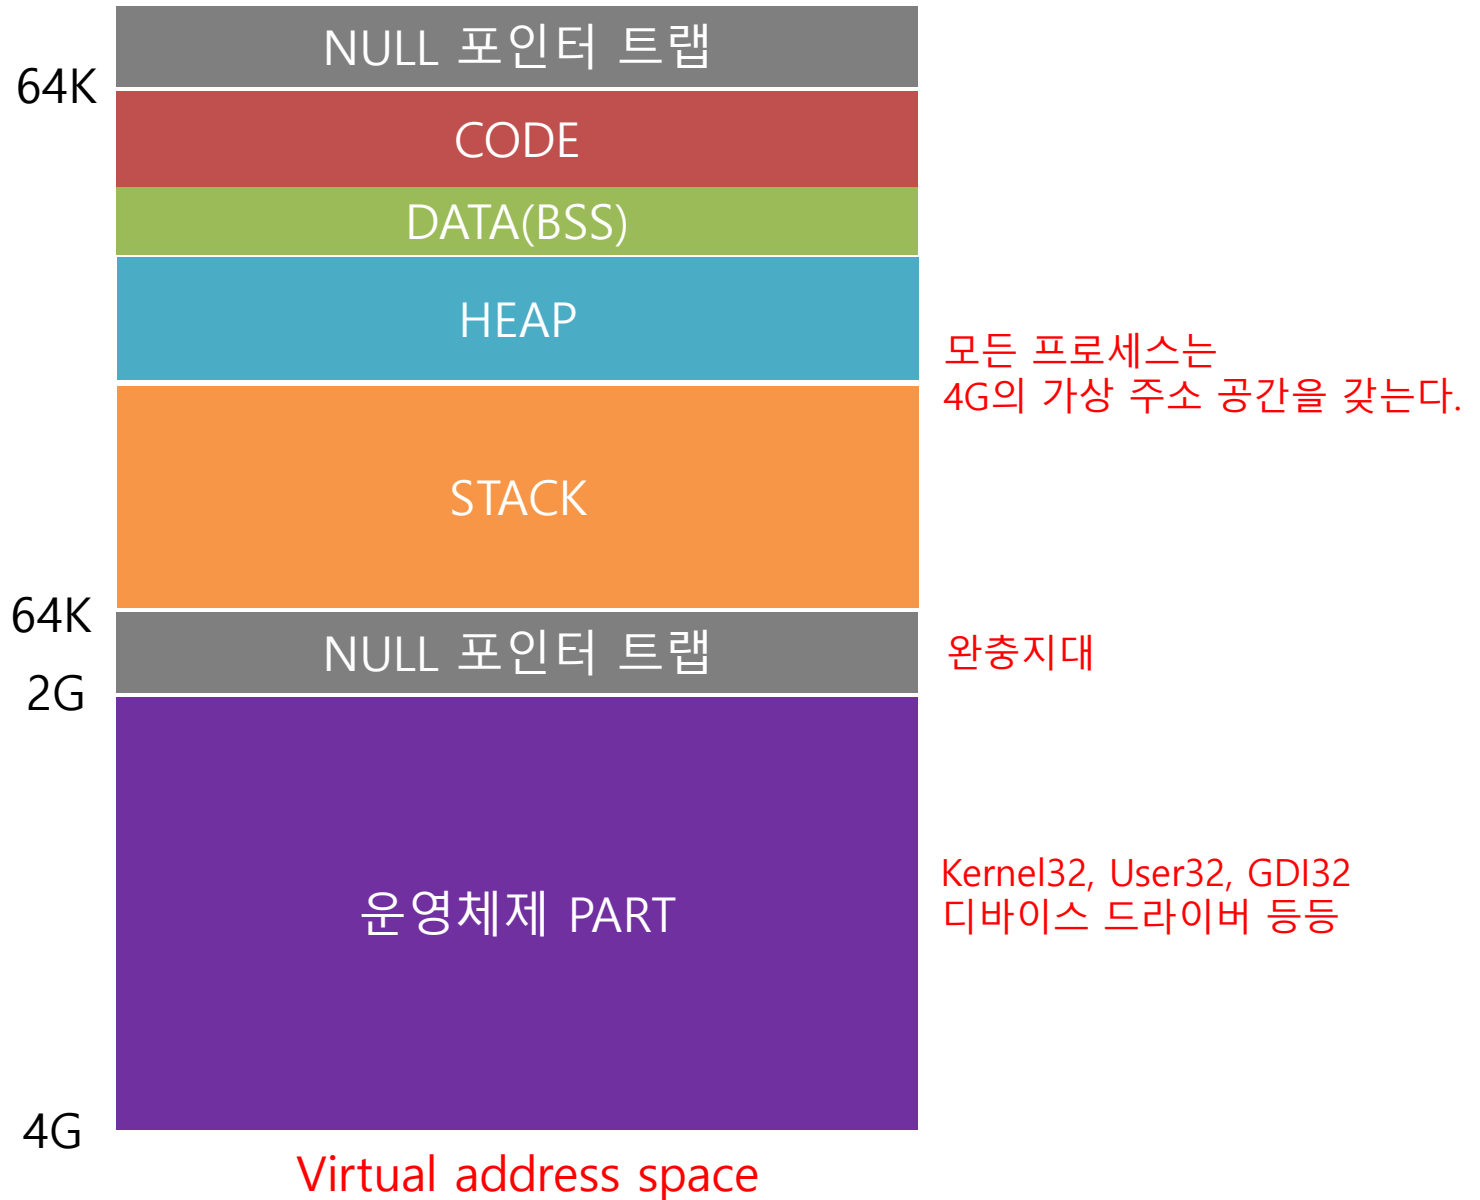 NULL 포인터 트랩
64K
CODE
DATA(BSS)
HEAP
모든 프로세스는
4G의 가상 주소 공간을 갖는다.
STACK
64K
NULL 포인터 트랩
완충지대
2G
Kernel32, User32, GDI32
운영체제 PART
디바이스 드라이버 등등
4G
Virtual address space